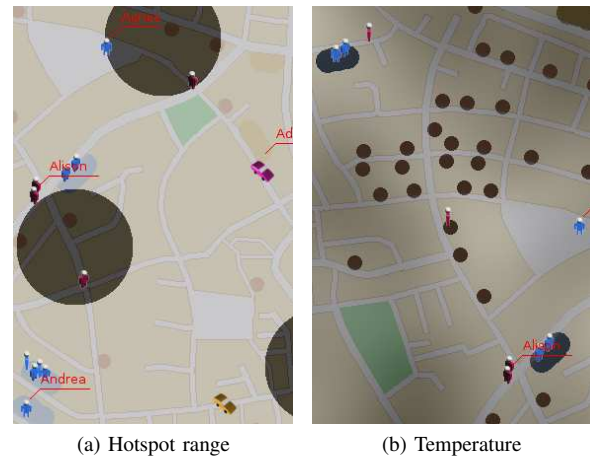 Agnes
Alison
Ad
Andrea
Alison
(a) Hotspot range
(b) Temperature